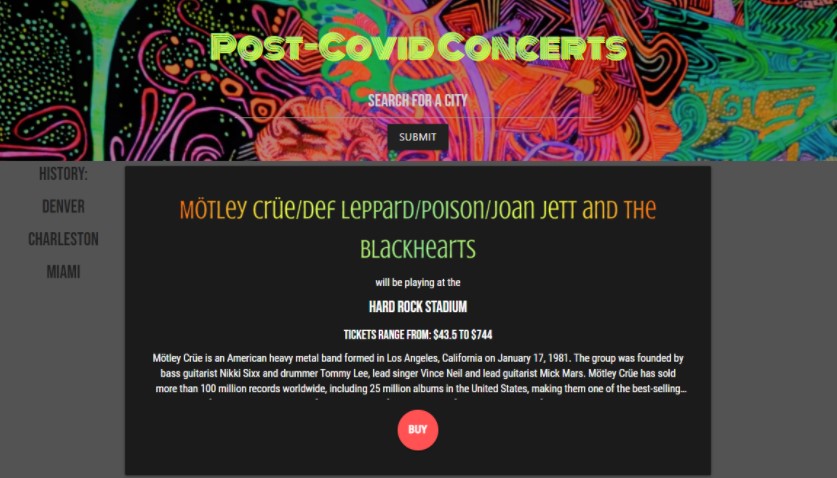 Post-Covid Concerts
SEARCH FOR A CITY
SUBMIT
HISTORY:
DENVER
CHARLESTON
MIAMI
Mötley Crüe/Def Leppard/Poison/Joan Jett and the
Blackhearts
will be playing at the
HARD ROCK STADIUM
TICKETS RANGE FROM: $43.5 TO $744
Mötley Crüe is an American heavy metal band formed in Los Angeles, California on January 17, 1981. The group was founded by
bass guitarist Nikki Sixx and drummer Tommy Lee, lead singer Vince Neil and lead guitarist Mick Mars. Mötley Crüe has sold
more than 100 million records worldwide, including 25 million albums in the United States, making them one of the best-selling...
BUY